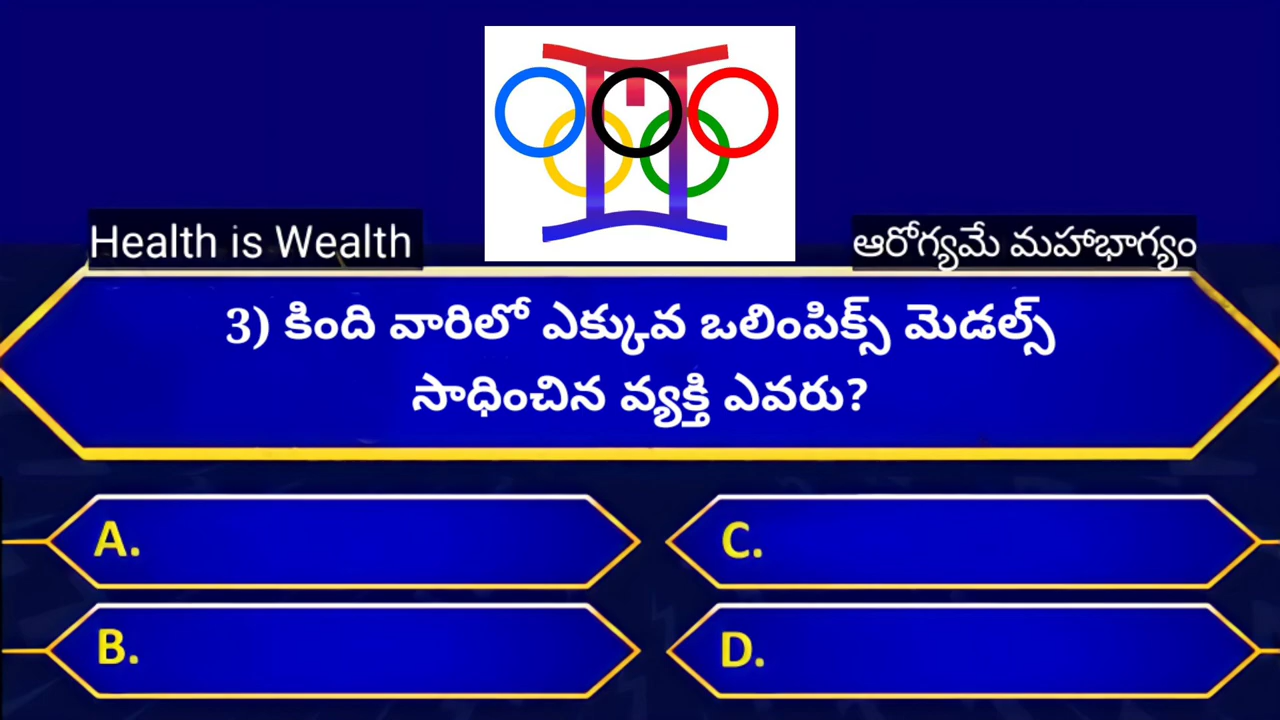 Health is Wealth
ఆరోగ్యమే మహాభాగ్యం
3) కింది వారిలో ఎక్కువ ఒలింపిక్స్ మెడల్స్
సాధించిన వ్యక్తి ఎవరు?
A.
C.
B.
D.